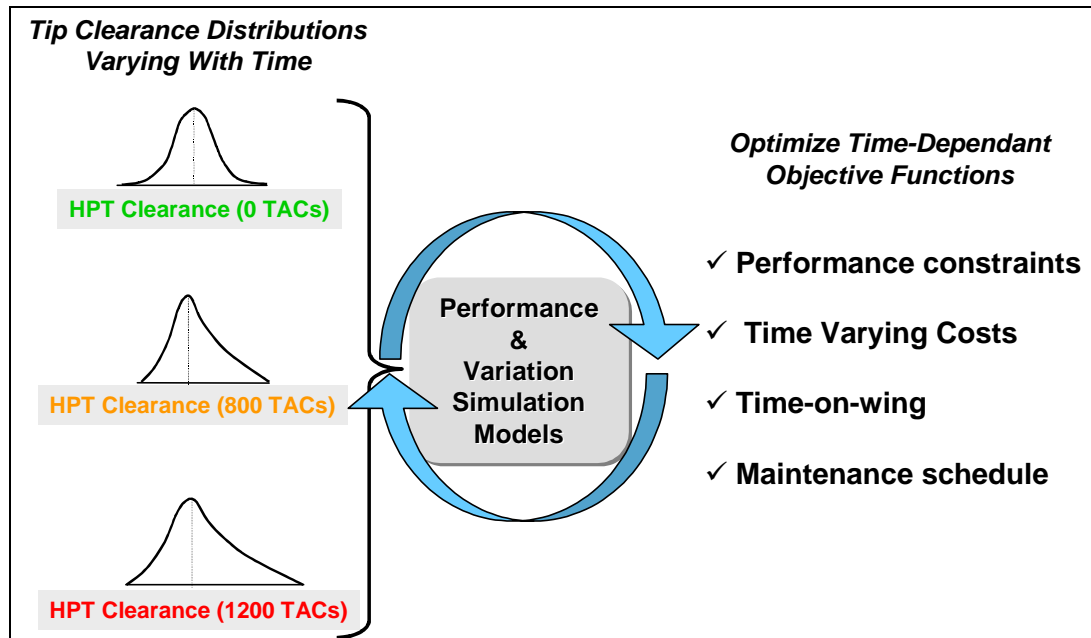 Tip Clearance Distributions
Varying With Time
HPT Clearance (0 TACs)
HPT Clearance (800 TACs)
HPT Clearance (1200 TACs)
Performance
&
Variation
Simulation
Models
Optimize Time-Dependant
Objective Functions
✓ Performance constraints
✓ Time Varying Costs
✓ Time-on-wing
✓ Maintenance schedule